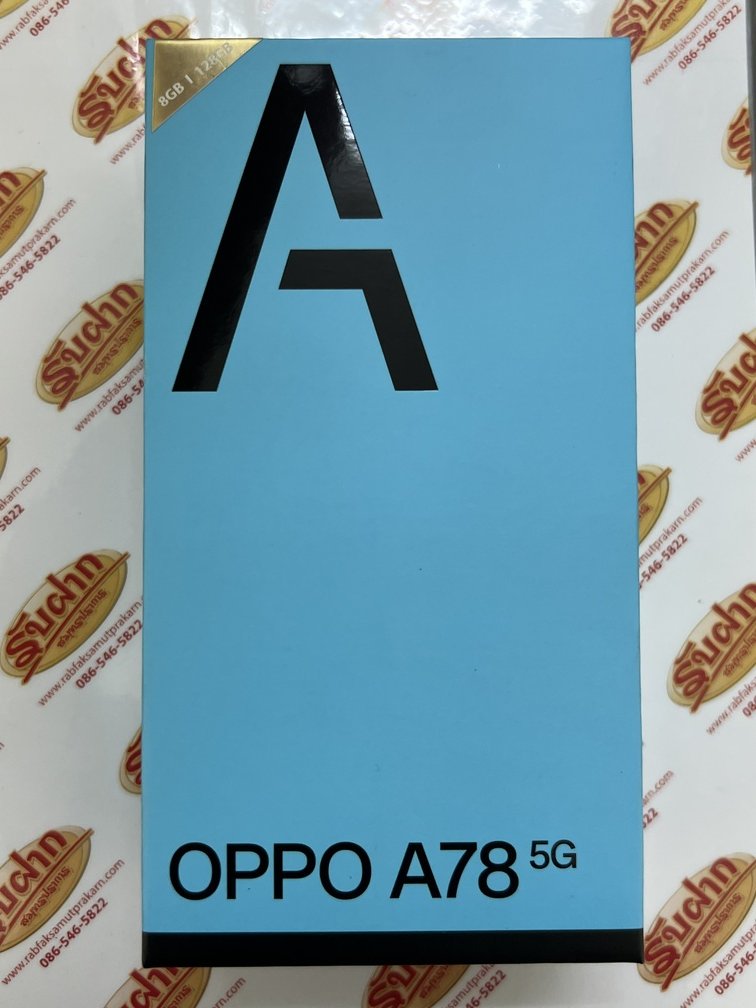 8GB | 128GB
A
OPPO A78 5G
รับฝาก
สมุทรปราการ
www.rabfaksamutprakarn.com
086-546-5822